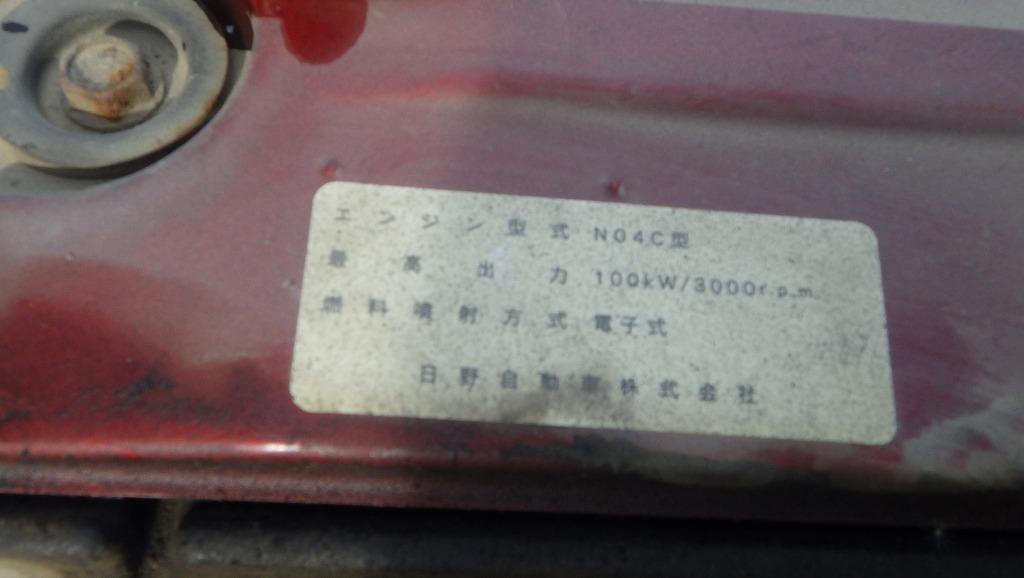 エンジン型式 N04C型
最高出力 100kW/3000r.p.m.
燃料噴射方式 電子式
日野自動車株式会社